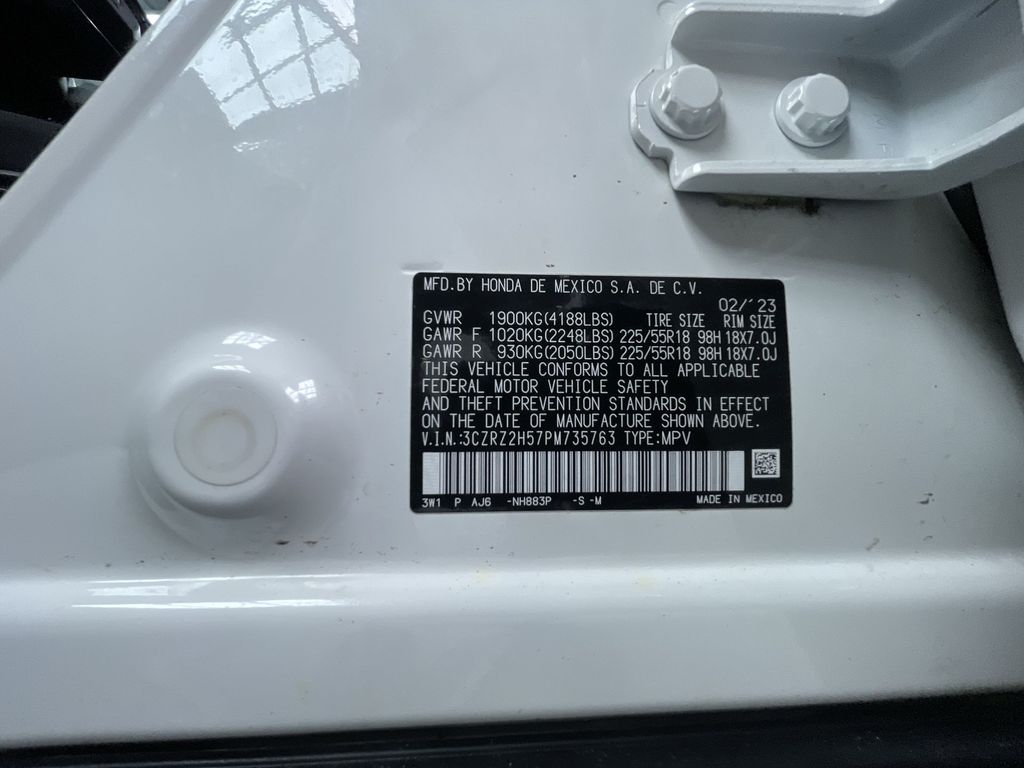 MFD.BY HONDA DE MEXICO S.A. DE C.V.
02/'23
GVWR 1900KG(4188LBS) TIRE SIZE RIM SIZE
GAWR F 1020KG(2248LBS) 225/55R18 98H 18X7.0J
GAWR R 930KG(2050LBS) 225/55R18 98H 18X7.0J
THIS VEHICLE CONFORMS TO ALL APPLICABLE
FEDERAL MOTOR VEHICLE SAFETY
AND THEFT PREVENTION STANDARDS IN EFFECT
ON THE DATE OF MANUFACTURE SHOWN ABOVE.
V.I.N.:3CZRZ2H57PM735763 TYPE:MPV
3W1 P AJ6 -NH883P -S -M MADE IN MEXICO